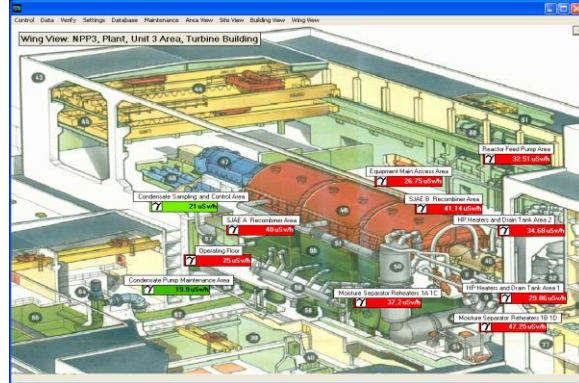 Control Data Verify Settings Database Maintenance Area View Site View Building View Wing View
Wing View: NPP3, Plant, Unit 3 Area, Turbine Building
43
44
44
Reactor Feed Pump Area
32.51 uSv/h
Equipment Main Access Area
26.75 uSv/h
Condensate Sampling and Control Area
21 uSv/h
SJAE B Recombiner Area
41.14 uSv/h
SJAE A Recombiner Area
40 uSv/h
HP Heaters and Drain Tank Area 2
34.68 uSv/h
Operating Floor
25 uSv/h
Condensate Pump Maintenance Area
19.9 uSv/h
HP Heaters and Drain Tank Area 1
29.86 uSv/h
Moisture Separator Reheaters 1A 1C
37.2 uSv/h
Moisture Separator Reheaters 1B 1D
47.25 uSv/h